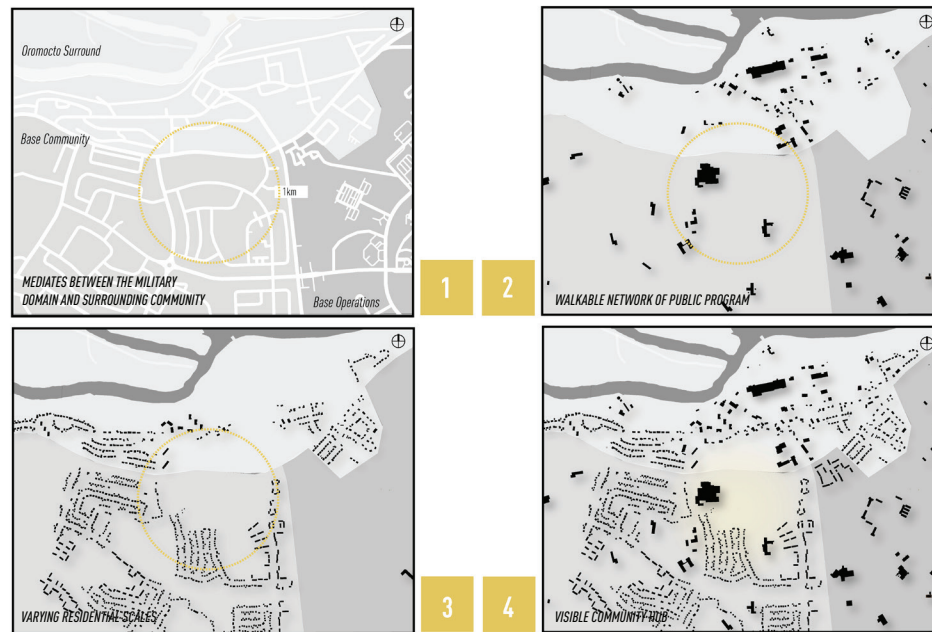 Oromocto Surround
Base Community
1km
MEDIATES BETWEEN THE MILITARY
DOMAIN AND SURROUNDING COMMUNITY
Base Operations
1
2
WALKABLE NETWORK OF PUBLIC PROGRAM
VARYING RESIDENTIAL SCALES
3
4
VISIBLE COMMUNITY HUB